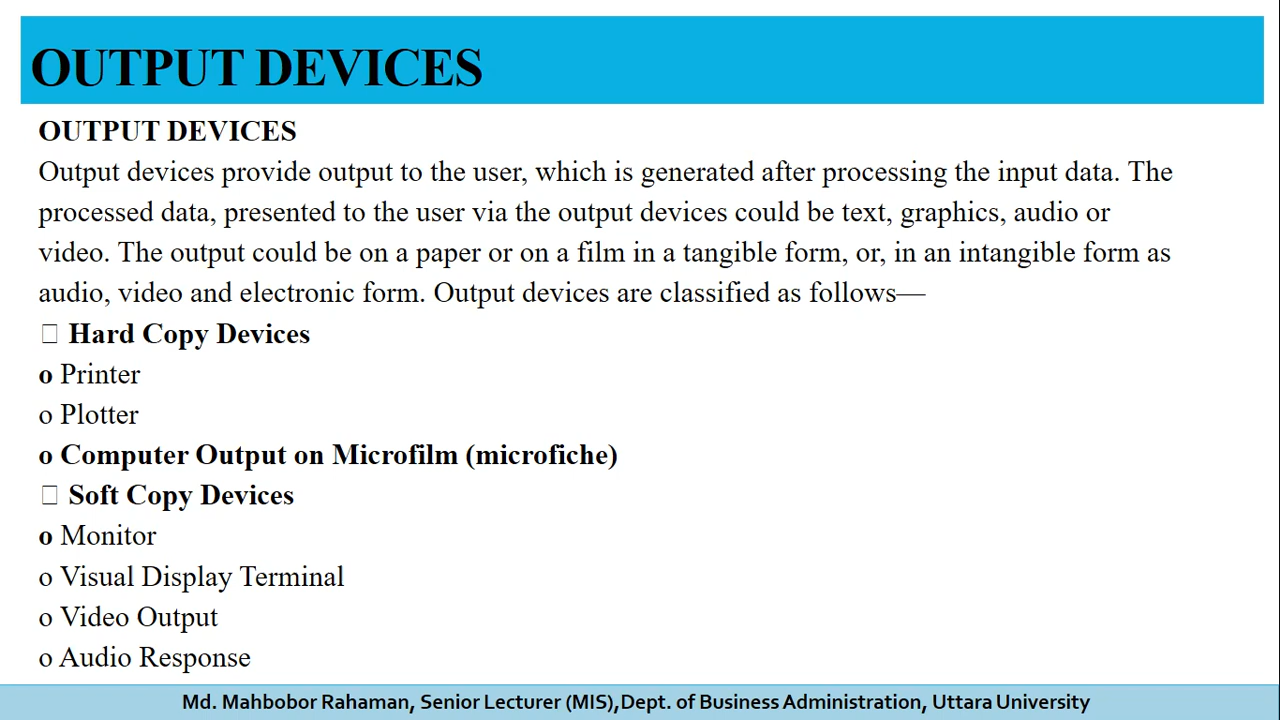 OUTPUT DEVICES
OUTPUT DEVICES
Output devices provide output to the user, which is generated after processing the input data. The
processed data, presented to the user via the output devices could be text, graphics, audio or
video. The output could be on a paper or on a film in a tangible form, or, in an intangible form as
audio, video and electronic form. Output devices are classified as follows—
 Hard Copy Devices
o Printer
o Plotter
o Computer Output on Microfilm (microfiche)
 Soft Copy Devices
o Monitor
o Visual Display Terminal
o Video Output
o Audio Response
Md. Mahbobor Rahaman, Senior Lecturer (MIS),Dept. of Business Administration, Uttara University